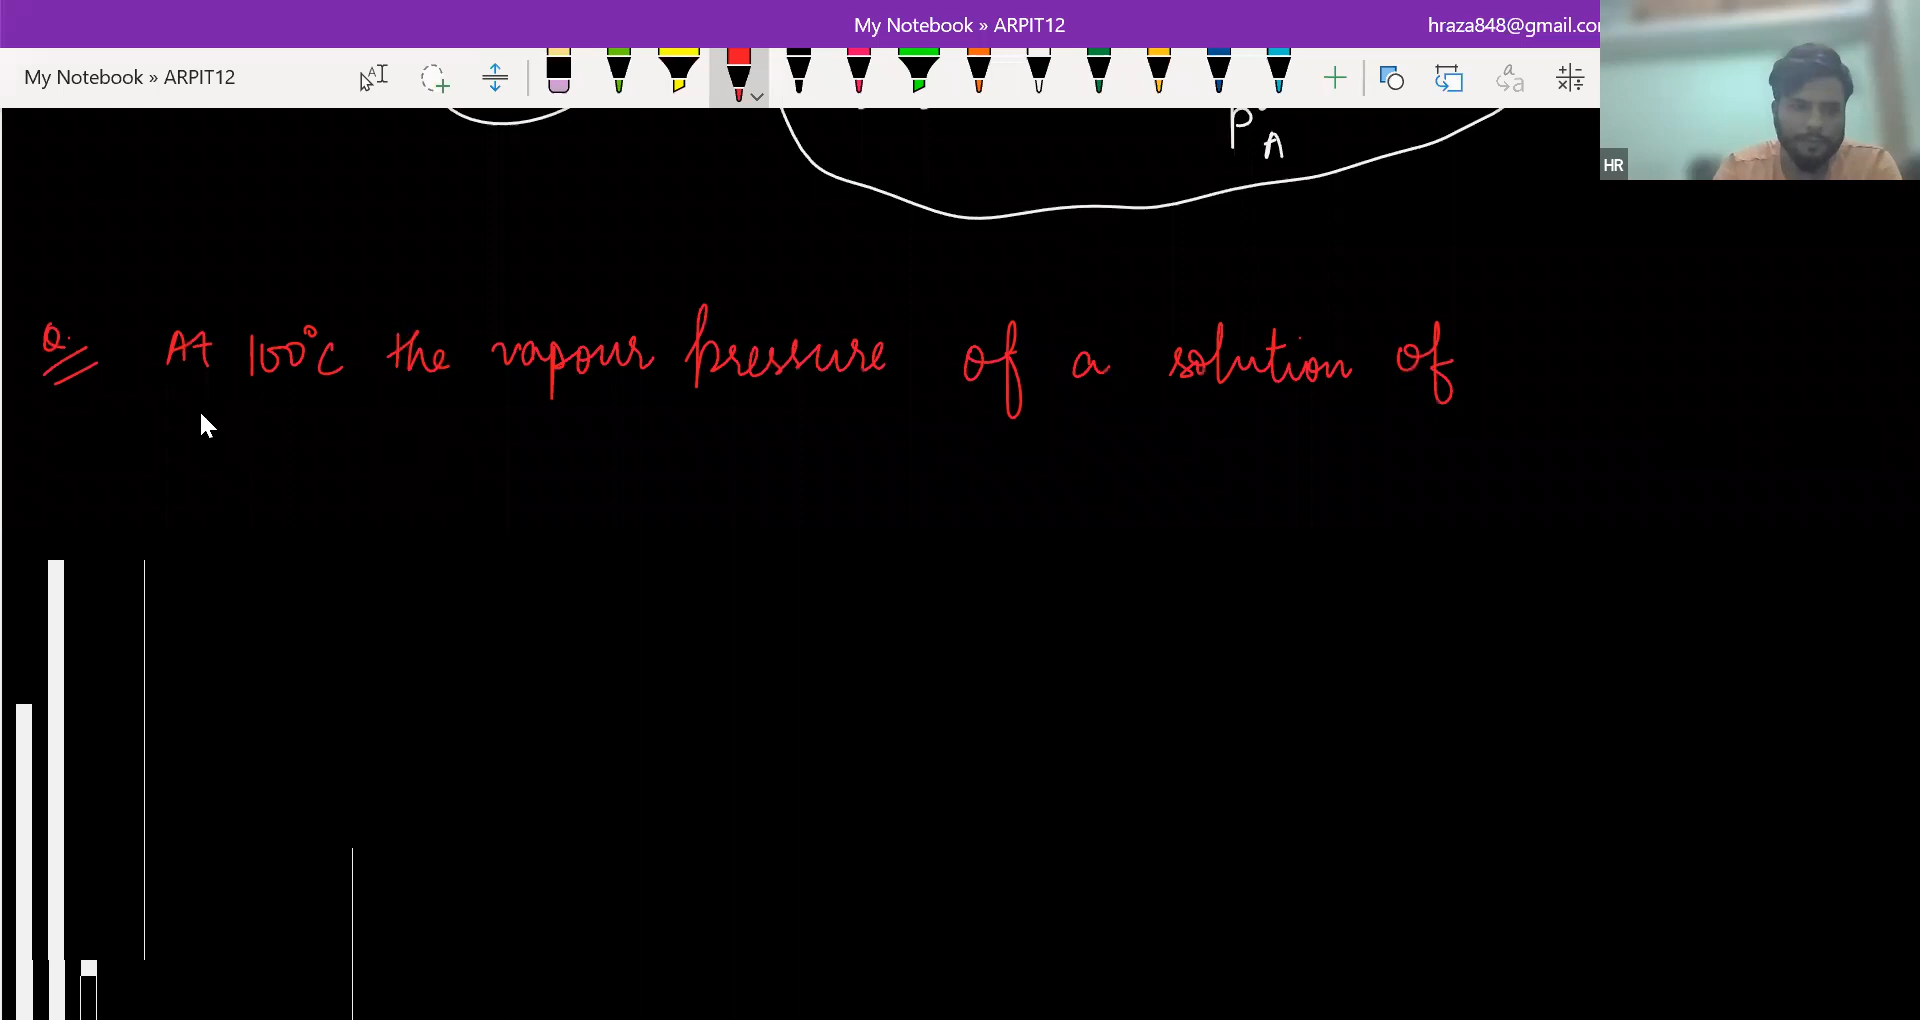 My Notebook » ARPIT12
hraza848@gmail.co
My Notebook » ARPIT12
HR
P A
Q. At 100°C the vapour pressure of a solution of